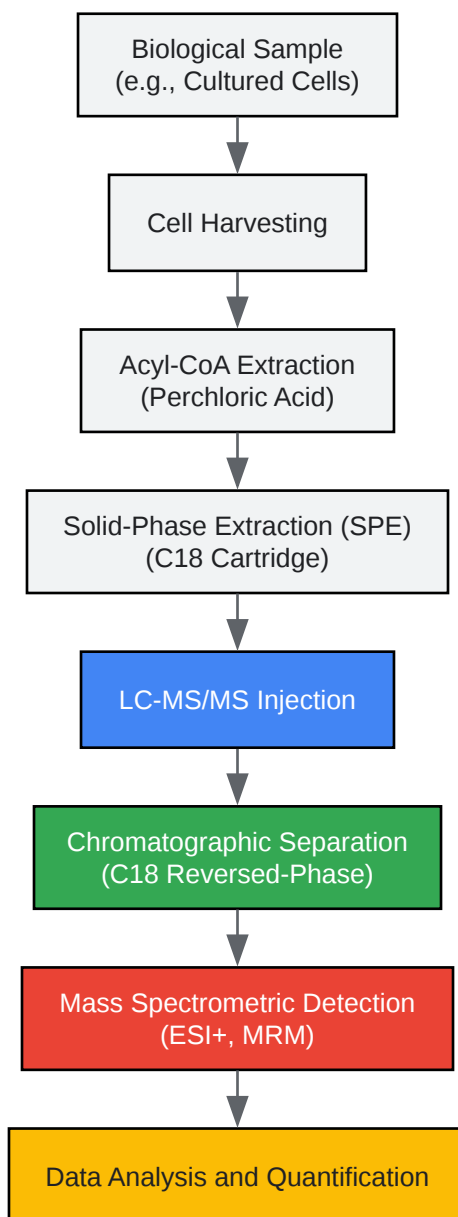 Biological Sample
(e.g., Cultured Cells)
Cell Harvesting
Acyl-CoA Extraction
(Perchloric Acid)
Solid-Phase Extraction (SPE)
(C18 Cartridge)
LC-MS/MS Injection
Chromatographic Separation
(C18 Reversed-Phase)
Mass Spectrometric Detection
(ESI+, MRM)
Data Analysis and Quantification